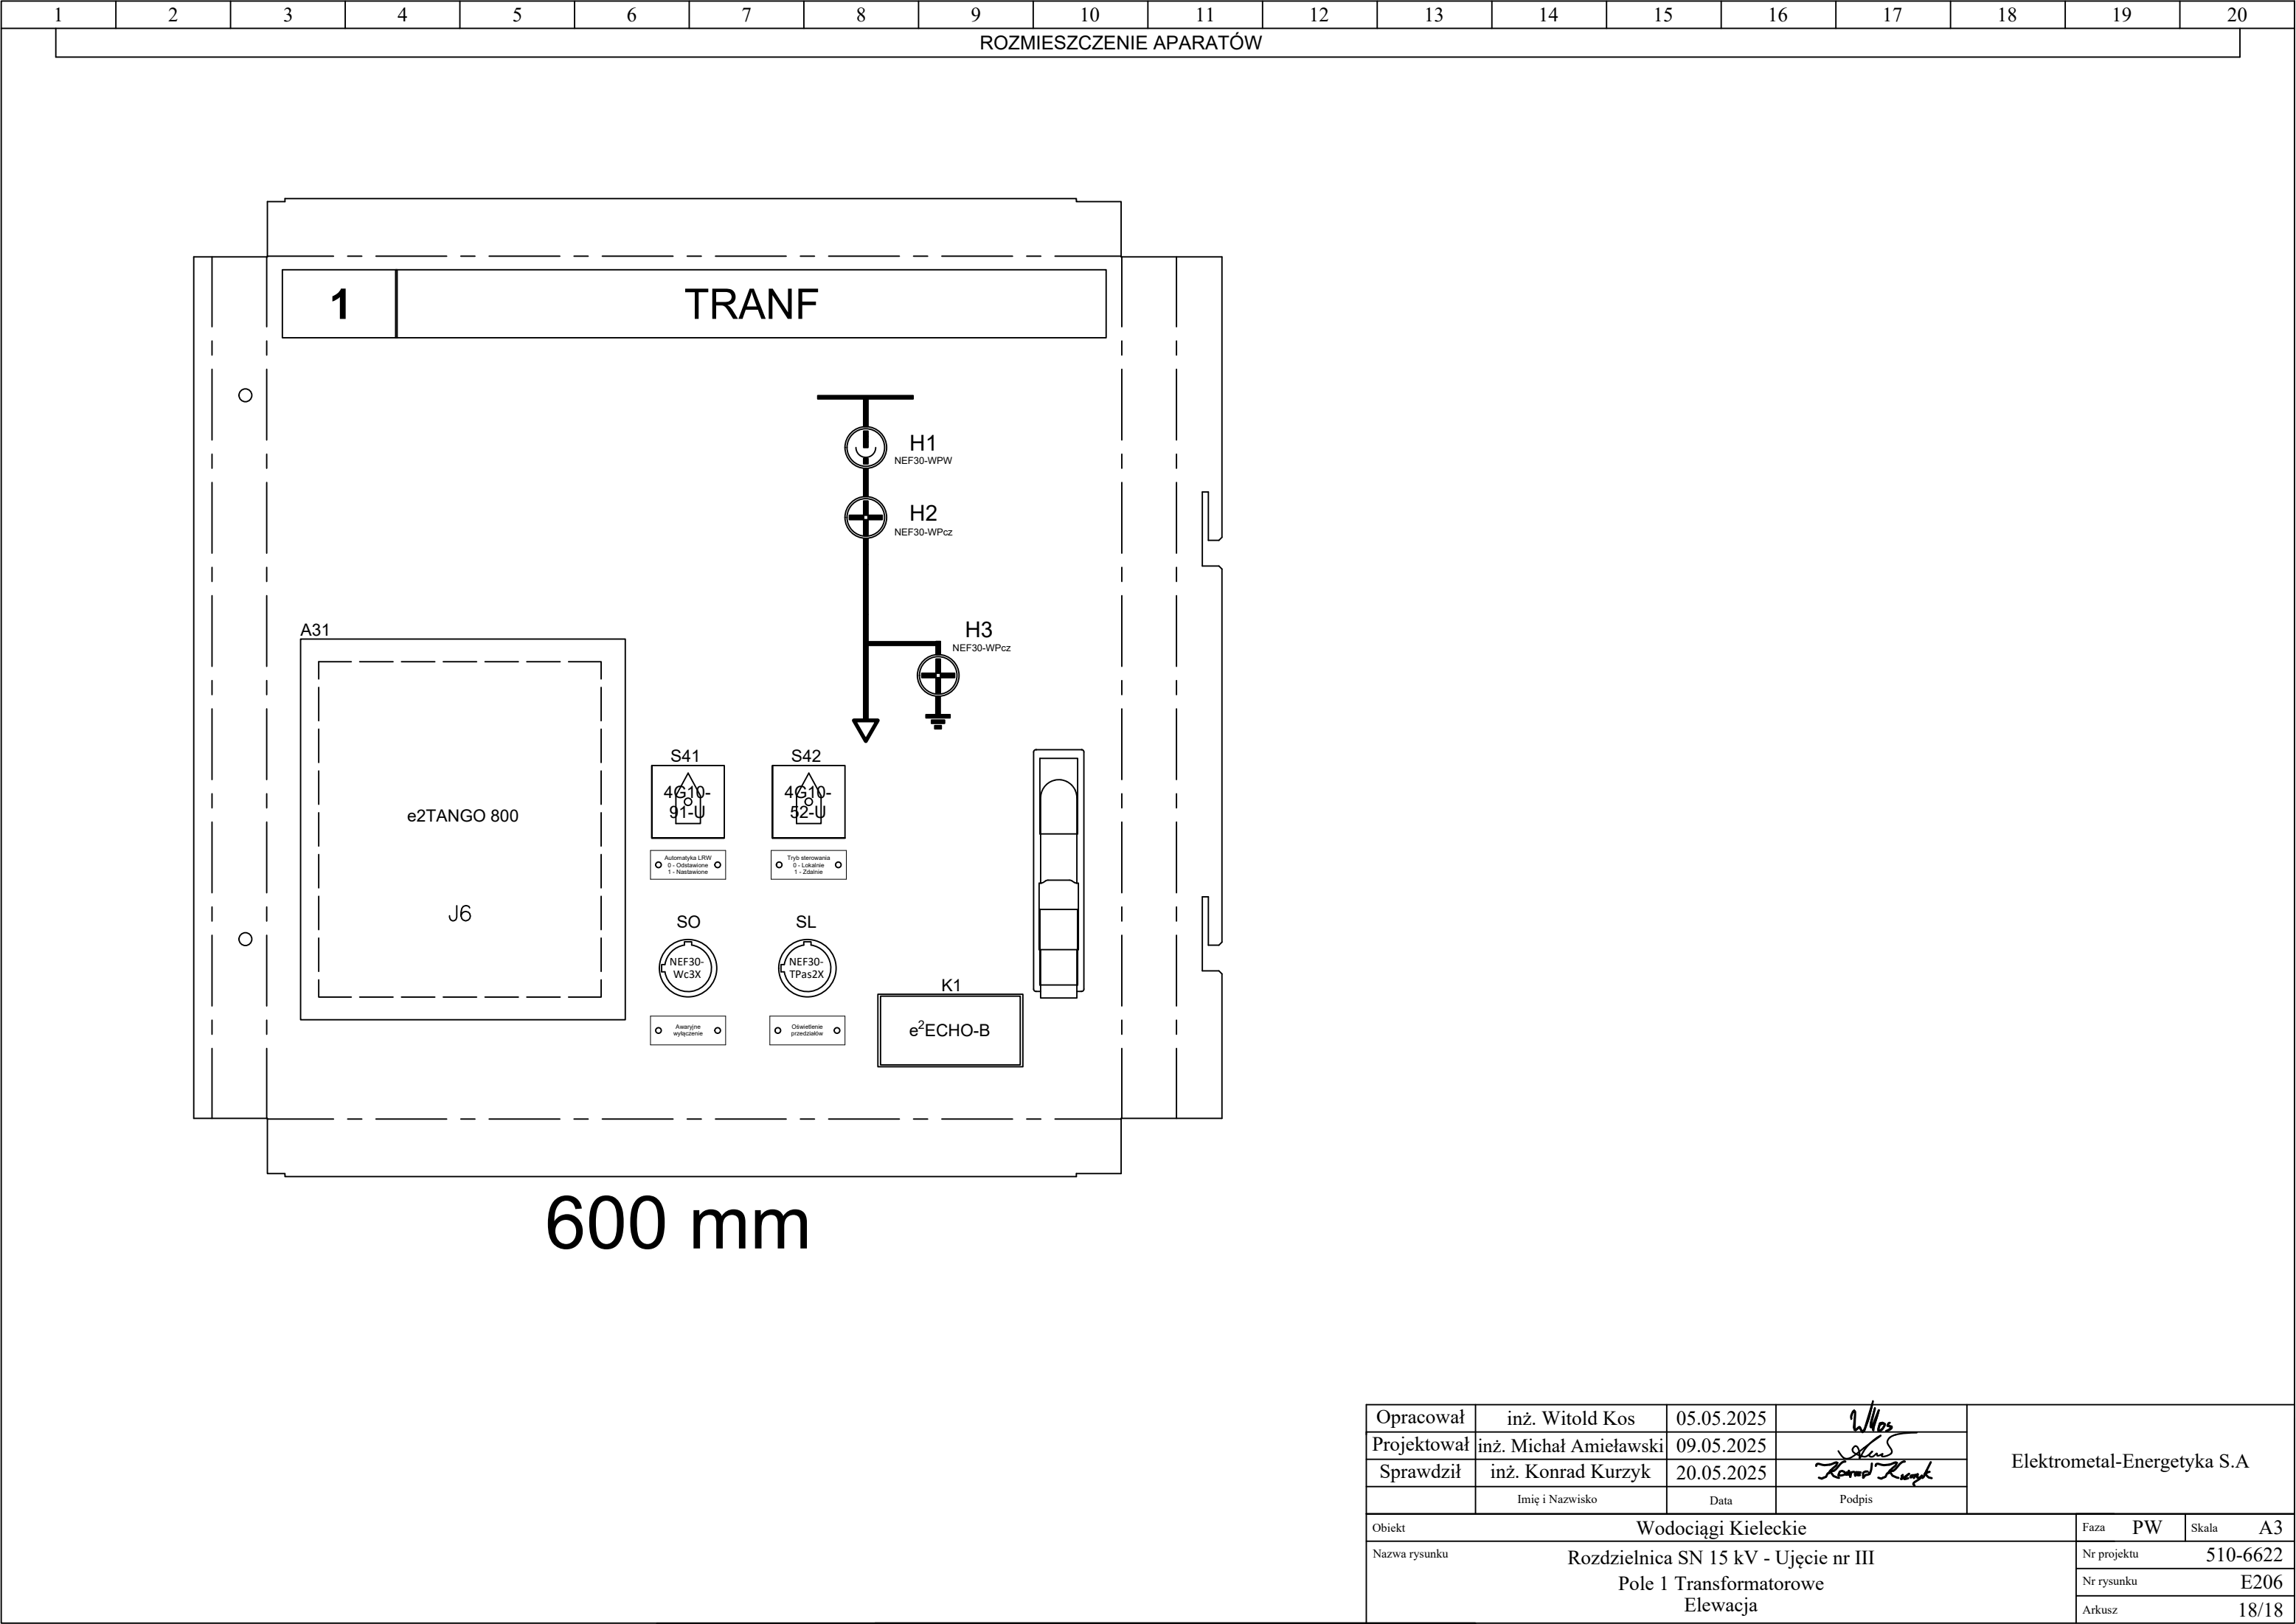 1 2 3 4 5 6 7 8 9 10 11 12 13 14 15 16 17 18 19 20
ROZMIESZCZENIE APARATÓW
1 TRANF
H1
NEF30-WPW
H2
NEF30-WPcz
H3
NEF30-WPcz
A31
e2TANGO 800
J6
S41
4G10-
91-U
Automatyka LRW
0 - Odstawione
1 - Nastawione
S42
4G10-
52-U
Tryb sterowania
0 - Lokalnie
1 - Zdalnie
SO
NEF30-
Wc3X
Awaryjne
wyłączenie
SL
NEF30-
TPas2X
Oświetlenie
przedziałów
K1
e²ECHO-B
600 mm
Opracował inż. Witold Kos 05.05.2025 WKos
Projektował inż. Michał Amieławski 09.05.2025
Sprawdził inż. Konrad Kurzyk 20.05.2025 Konrad Kurzyk
Imię i Nazwisko Data Podpis
Elektrometal-Energetyka S.A
Obiekt Wodociągi Kieleckie
Faza PW Skala A3
Nazwa rysunku Rozdzielnica SN 15 kV - Ujęcie nr III
Pole 1 Transformatorowe
Elewacja
Nr projektu 510-6622
Nr rysunku E206
Arkusz 18/18